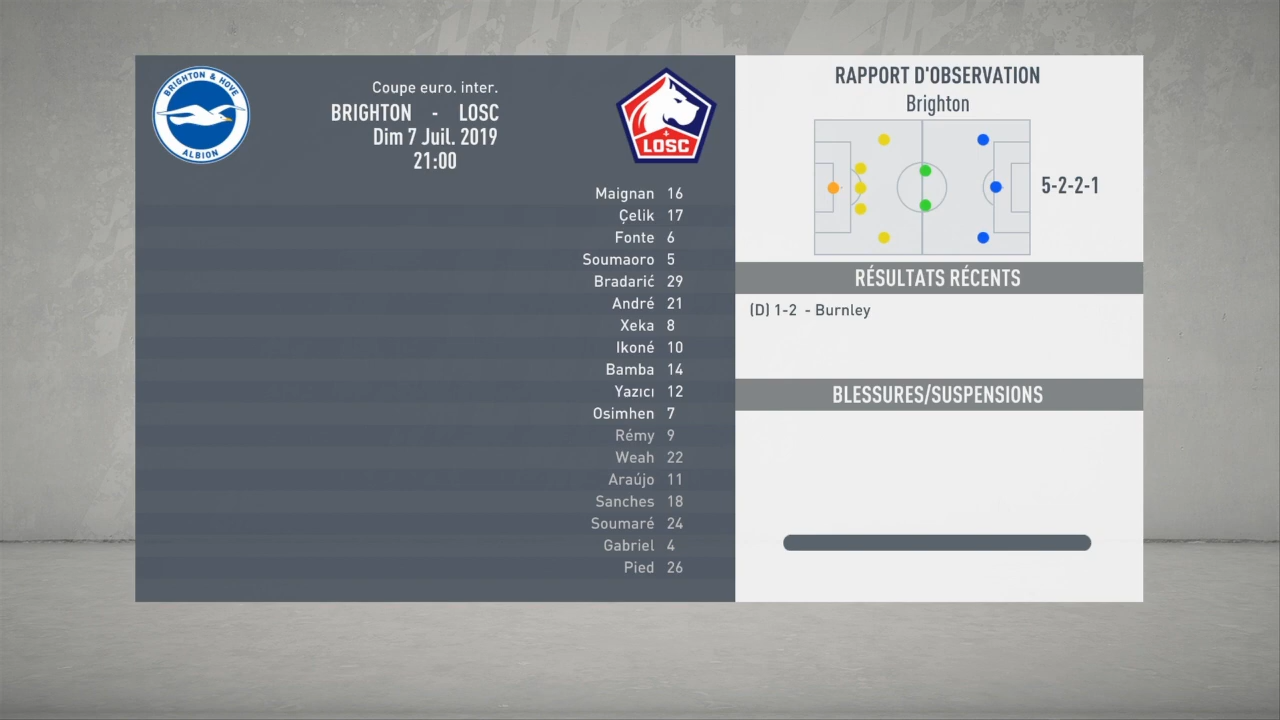 BRIGHTON & HOVE
ALBION
Coupe euro. inter.
BRIGHTON - LOSC
Dim 7 Juil. 2019
21:00
LOSC
Maignan 16
Çelik 17
Fonte 6
Soumaoro 5
Bradarić 29
André 21
Xeka 8
Ikoné 10
Bamba 14
Yazıcı 12
Osimhen 7
Rémy 9
Weah 22
Araújo 11
Sanches 18
Soumaré 24
Gabriel 4
Pied 26
RAPPORT D'OBSERVATION
Brighton
5-2-2-1
RÉSULTATS RÉCENTS
(D) 1-2 - Burnley
BLESSURES/SUSPENSIONS